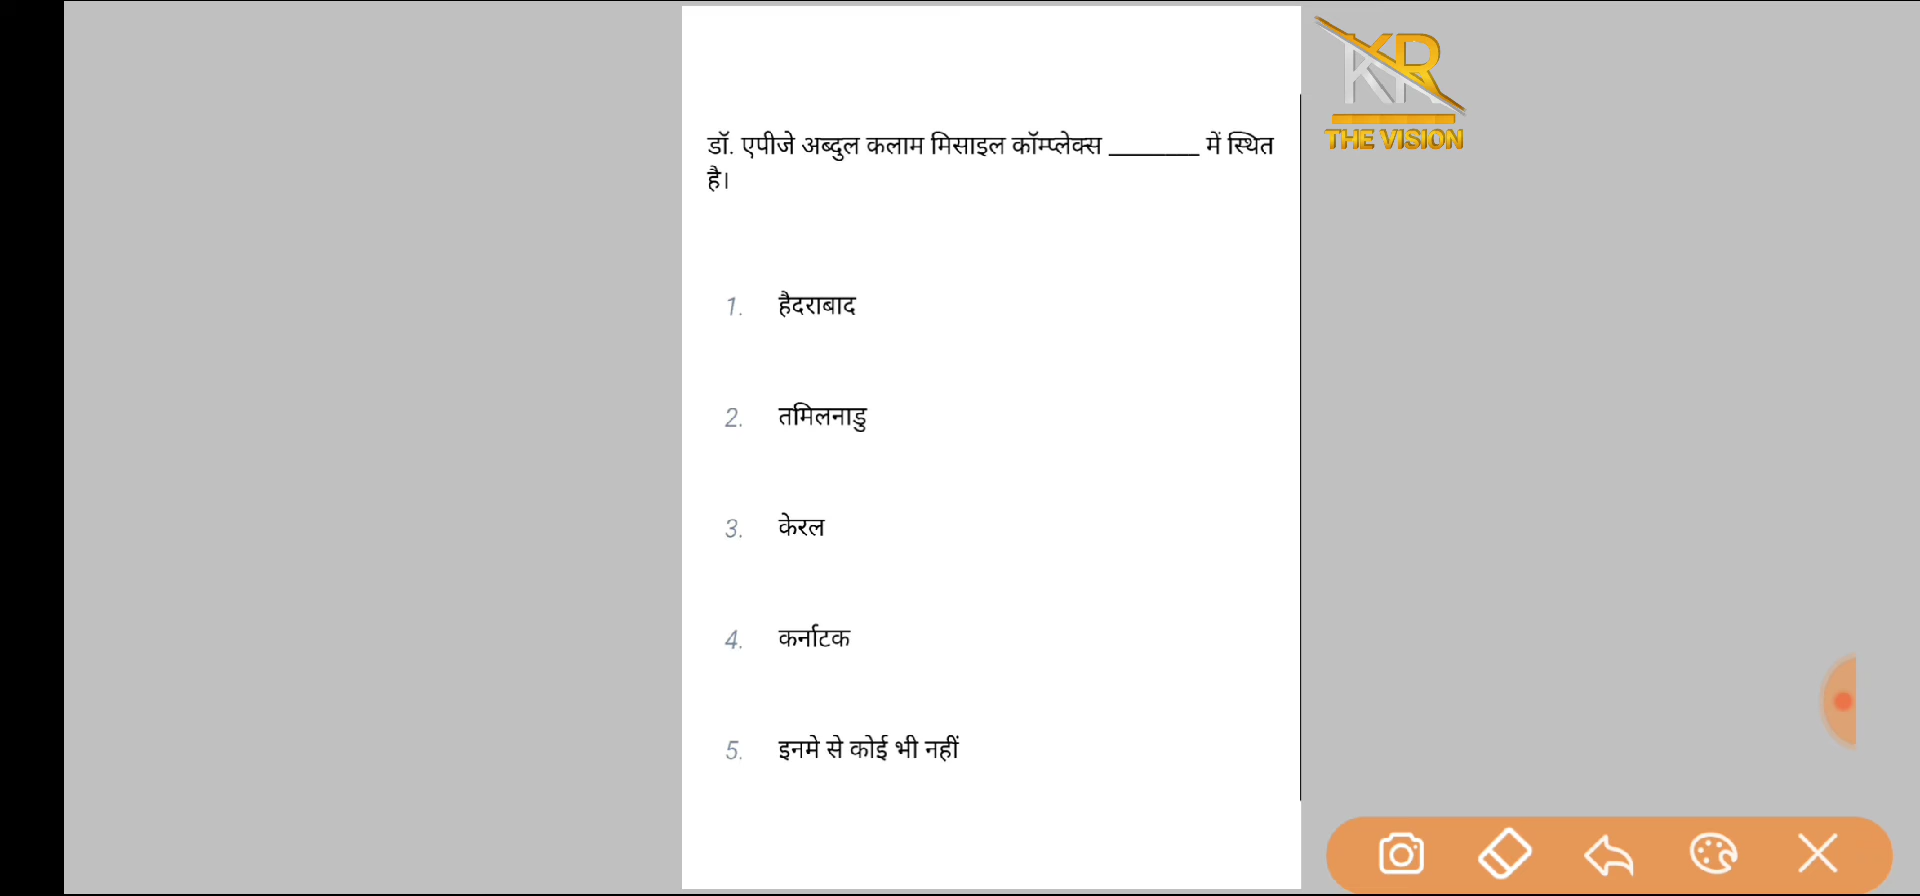 KR
THE VISION
डॉ. एपीजे अब्दुल कलाम मिसाइल कॉम्प्लेक्स ________ में स्थित
है।
1. हैदराबाद
2. तमिलनाडु
3. केरल
4. कर्नाटक
5. इनमे से कोई भी नहीं